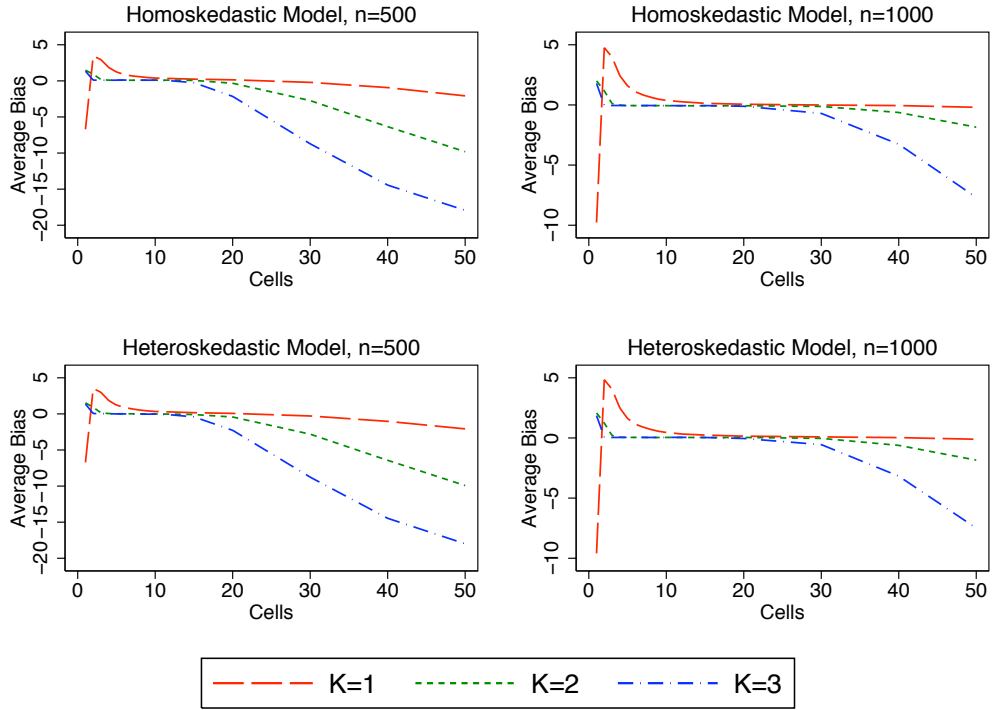 Homoskedastic Model, n=500
Average Bias
5
0
−5
−10
−15
−20
0 10 20 30 40 50
Cells
Homoskedastic Model, n=1000
Average Bias
5
0
−5
−10
0 10 20 30 40 50
Cells
Heteroskedastic Model, n=500
Average Bias
5
0
−5
−10
−15
−20
0 10 20 30 40 50
Cells
Heteroskedastic Model, n=1000
Average Bias
5
0
−5
−10
0 10 20 30 40 50
Cells
K=1 K=2 K=3